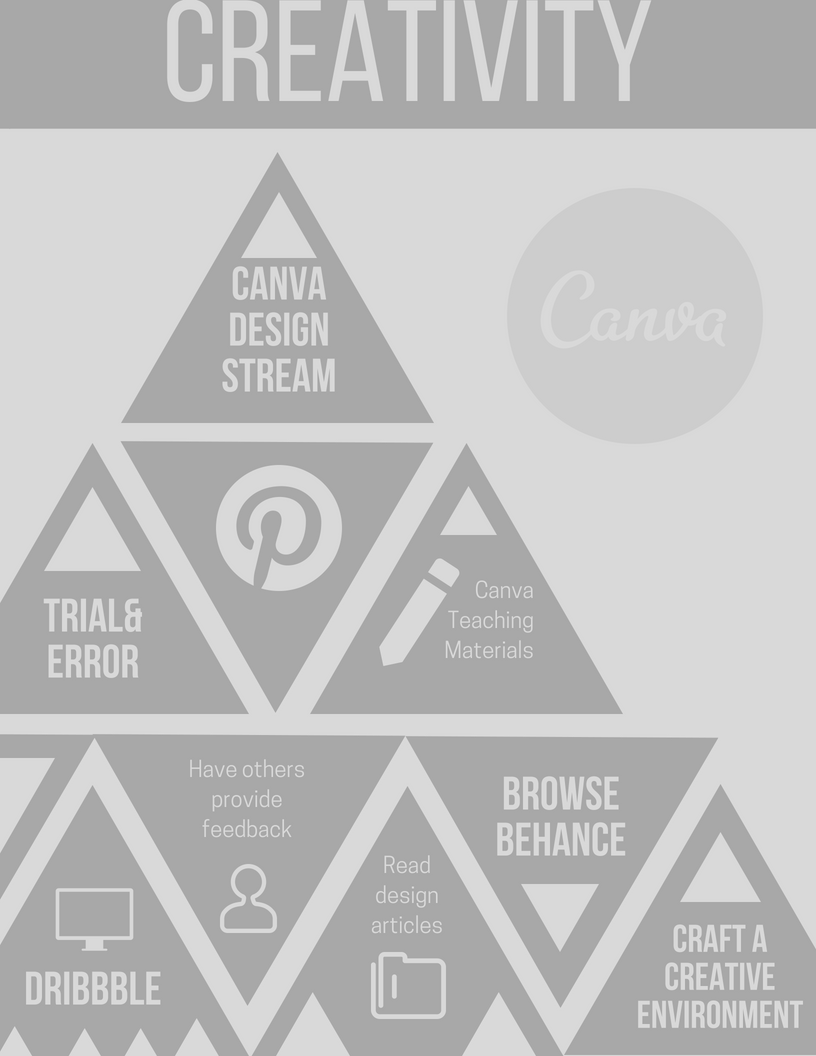 CREATIVITY
CANVA
DESIGN
STREAM
Canva
TRIAL&
ERROR
Canva
Teaching
Materials
Have others
provide
feedback
BROWSE
BEHANCE
Read
design
articles
DRIBBBLE
CRAFT A
CREATIVE
ENVIRONMENT